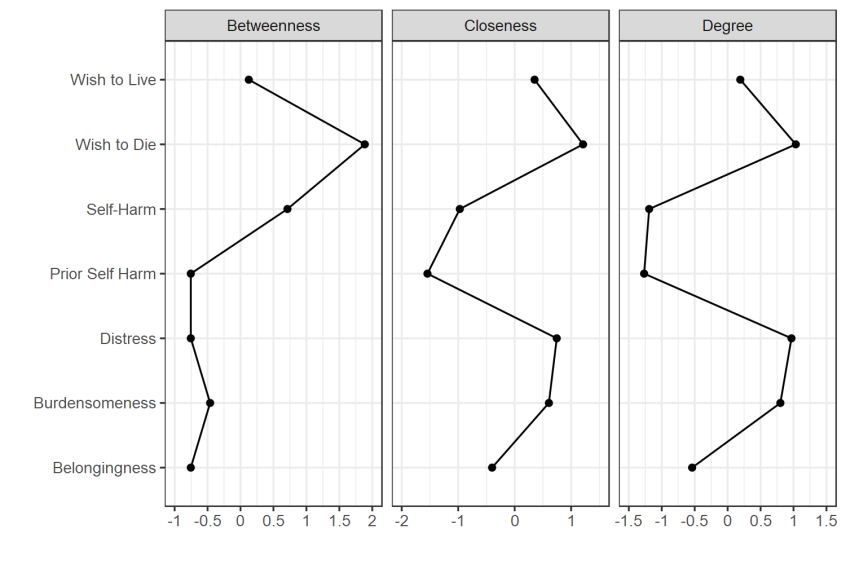 Betweenness Closeness Degree
Wish to Live
Wish to Die
Self-Harm
Prior Self Harm
Distress
Burdensomeness
Belongingness
-1 -0.5 0 0.5 1 1.5 2 -2 -1 0 1 -1.5 -1 -0.5 0 0.5 1 1.5